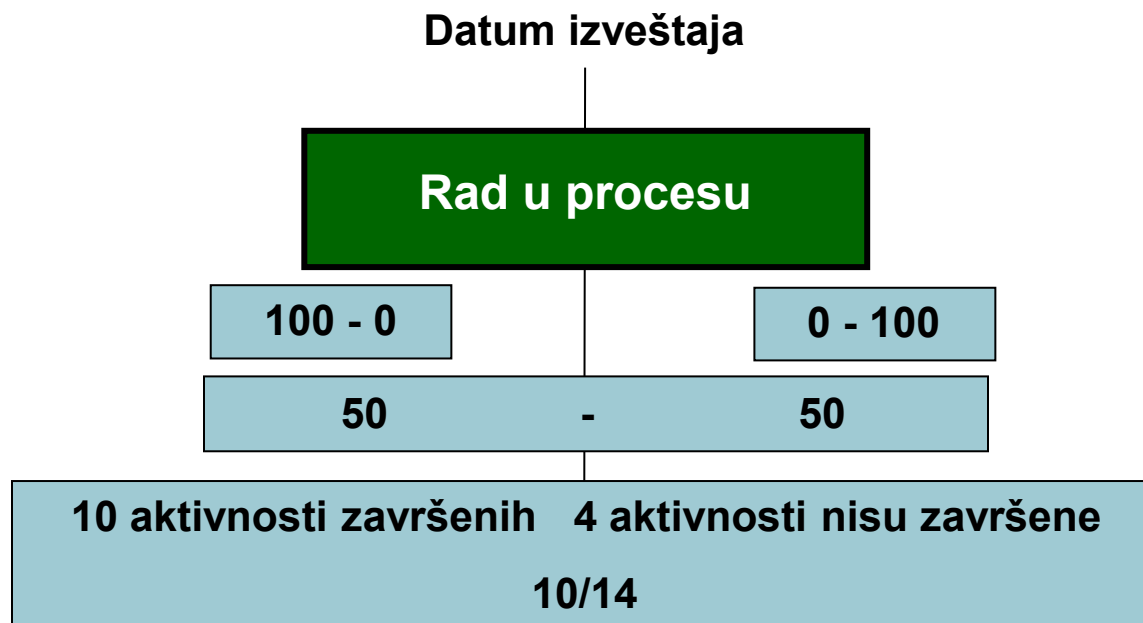 Datum izveštaja
Rad u procesu
100 - 0
0 - 100
50 - 50
10 aktivnosti završenih 4 aktivnosti nisu završene
10/14